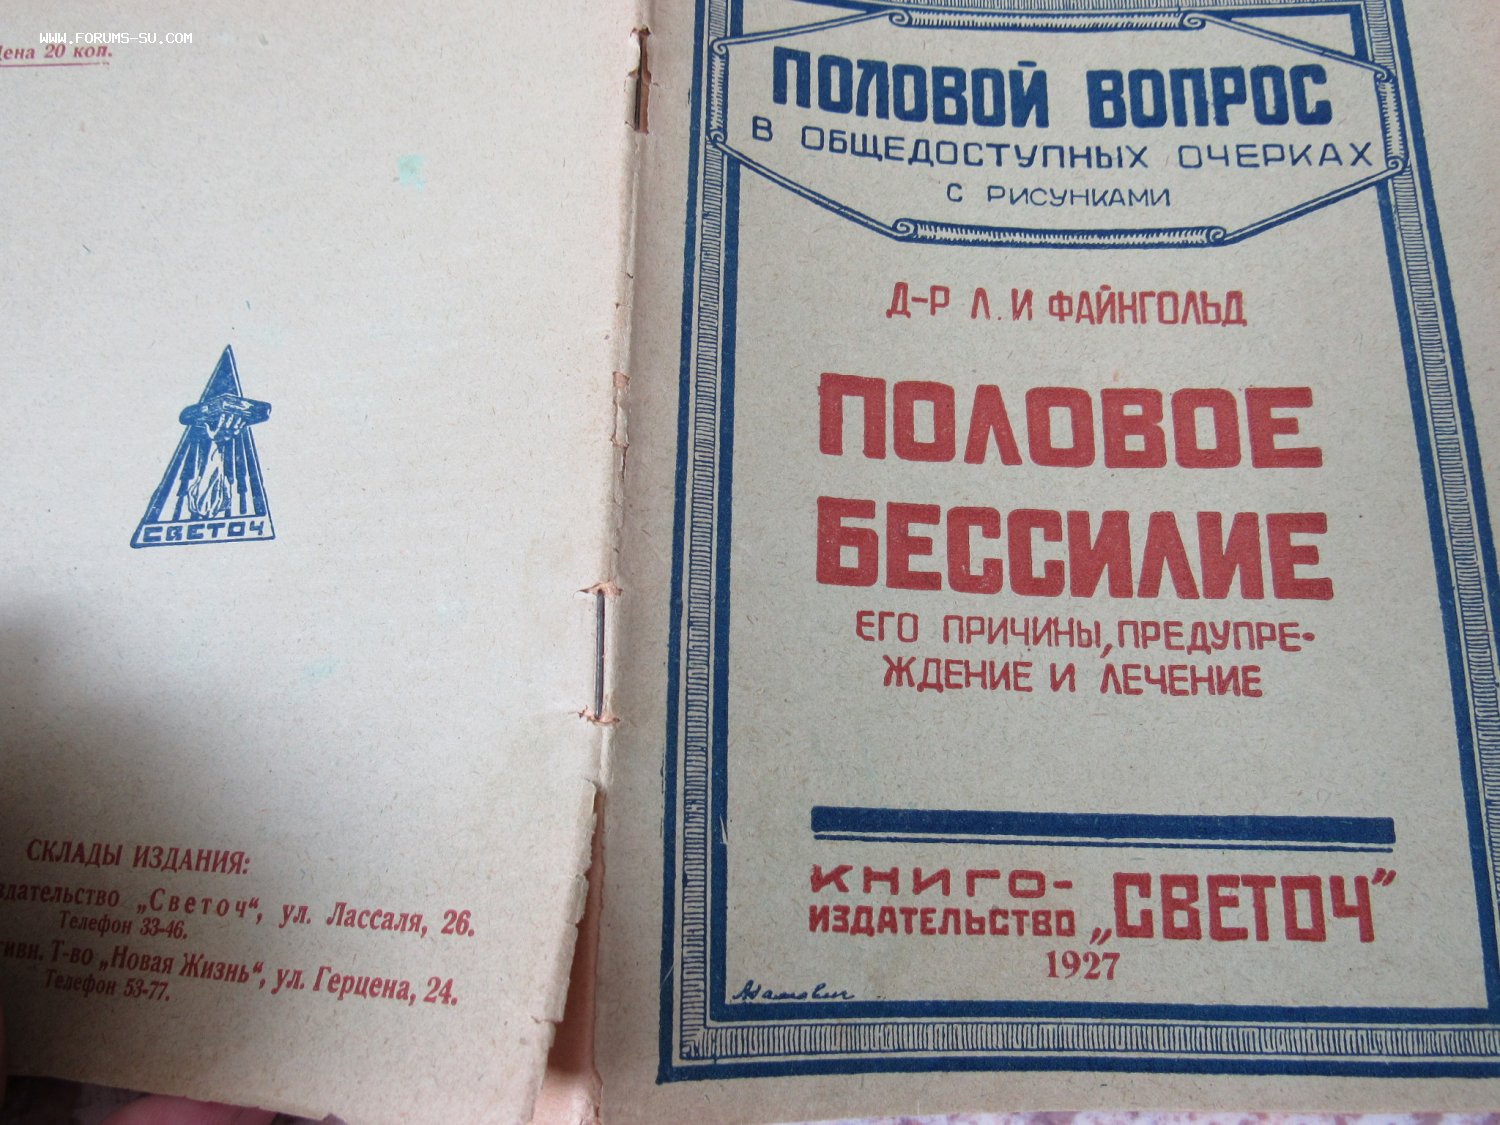 WWW.FORUMS-SU.COM
Цена 20 коп.
СВЕТОЧ
СКЛАДЫ ИЗДАНИЯ:
„Светоч“, ул. Лассаля, 26.
Телефон 33-46.
Т-во „Новая Жизнь“, ул. Герцена, 24.
Телефон 53-77.
ПОЛОВОЙ ВОПРОС
В ОБЩЕДОСТУПНЫХ ОЧЕРКАХ
С РИСУНКАМИ
Д-Р Л. И ФАЙНГОЛЬД
ПОЛОВОЕ
БЕССИЛИЕ
ЕГО ПРИЧИНЫ, ПРЕДУПРЕ-
ЖДЕНИЕ И ЛЕЧЕНИЕ
КНИГО-
ИЗДАТЕЛЬСТВО „СВЕТОЧ”
1927